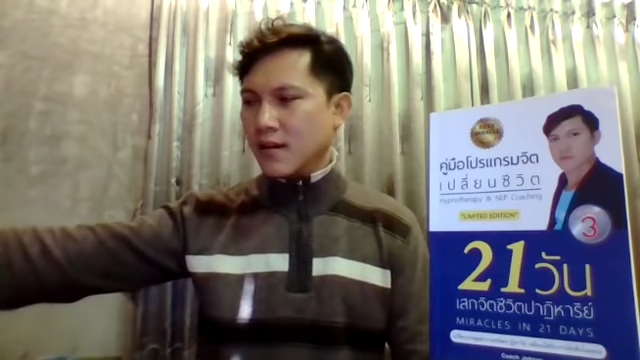 คู่มือโปรแกรมจิต
เปลี่ยนชีวิต
Hypnotherapy & NLP Coaching
"LIMITED EDITION"
3
21 วัน
เสกจิตชีวิตปาฏิหาริย์
MIRACLES IN 21 DAYS
Coach